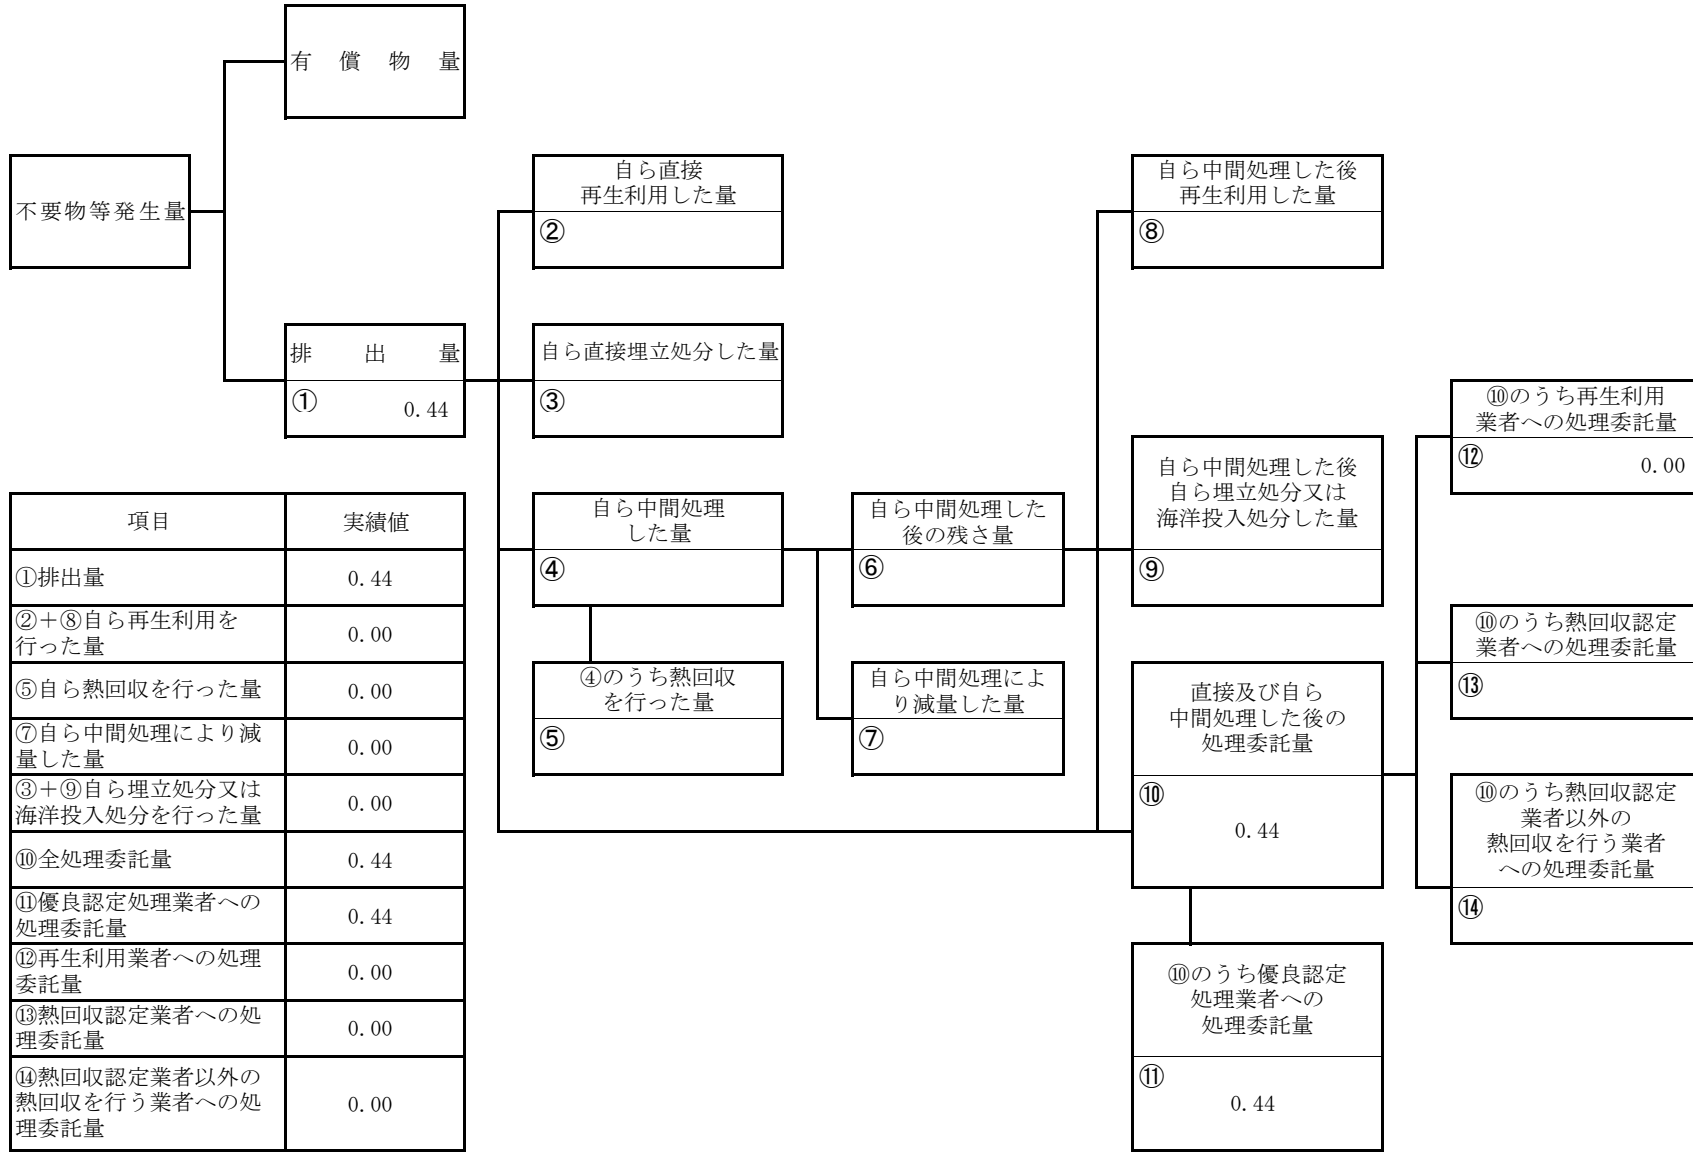 有償物量
不要物等発生量
排出量
① 0.44
自ら直接
再生利用した量
②
自ら直接埋立処分した量
③
自ら中間処理
した量
④
④のうち熱回収
を行った量
⑤
自ら中間処理した
後の残さ量
⑥
自ら中間処理によ
り減量した量
⑦
自ら中間処理した後
再生利用した量
⑧
自ら中間処理した後
自ら埋立処分又は
海洋投入処分した量
⑨
直接及び自ら
中間処理した後の
処理委託量
⑩
0.44
⑩のうち優良認定
処理業者への
処理委託量
⑪
0.44
⑩のうち再生利用
業者への処理委託量
⑫ 0.00
⑩のうち熱回収認定
業者への処理委託量
⑬
⑩のうち熱回収認定
業者以外の
熱回収を行う業者
への処理委託量
⑭
項目 実績値
①排出量 0.44
②+⑧自ら再生利用を
行った量 0.00
⑤自ら熱回収を行った量 0.00
⑦自ら中間処理により減
量した量 0.00
③+⑨自ら埋立処分又は
海洋投入処分を行った量 0.00
⑩全処理委託量 0.44
⑪優良認定処理業者への
処理委託量 0.44
⑫再生利用業者への処理
委託量 0.00
⑬熱回収認定業者への処
理委託量 0.00
⑭熱回収認定業者以外の
熱回収を行う業者への処
理委託量 0.00